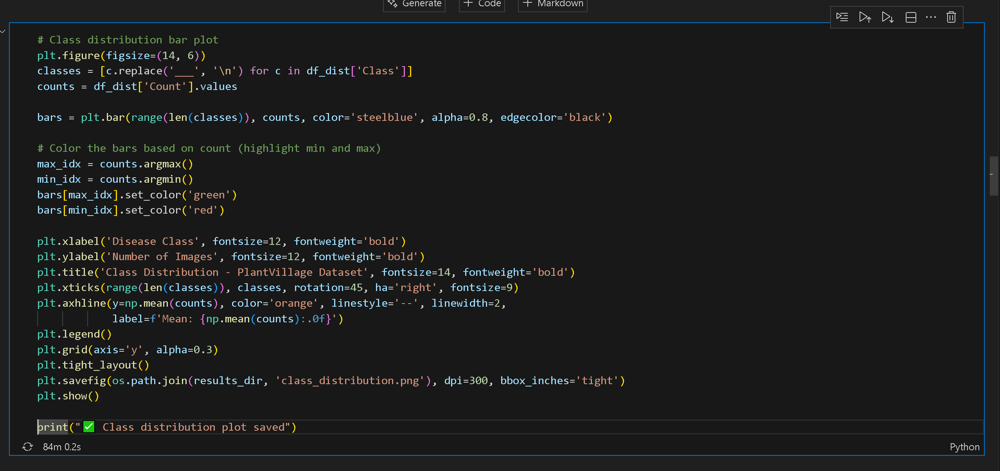 Generate
+ Code
+ Markdown
# Class distribution bar plot
plt.figure(figsize=(14, 6))
classes = [c.replace('___', '\n') for c in df_dist['Class']]
counts = df_dist['Count'].values
bars = plt.bar(range(len(classes)), counts, color='steelblue', alpha=0.8, edgecolor='black')
# Color the bars based on count (highlight min and max)
max_idx = counts.argmax()
min_idx = counts.argmin()
bars[max_idx].set_color('green')
bars[min_idx].set_color('red')
plt.xlabel('Disease Class', fontsize=12, fontweight='bold')
plt.ylabel('Number of Images', fontsize=12, fontweight='bold')
plt.title('Class Distribution - PlantVillage Dataset', fontsize=14, fontweight='bold')
plt.xticks(range(len(classes)), classes, rotation=45, ha='right', fontsize=9)
plt.axhline(y=np.mean(counts), color='orange', linestyle='--', linewidth=2,
            label=f'Mean: {np.mean(counts):.0f}')
plt.legend()
plt.grid(axis='y', alpha=0.3)
plt.tight_layout()
plt.savefig(os.path.join(results_dir, 'class_distribution.png'), dpi=300, bbox_inches='tight')
plt.show()
print("✅ Class distribution plot saved")
84m 0.2s
Python